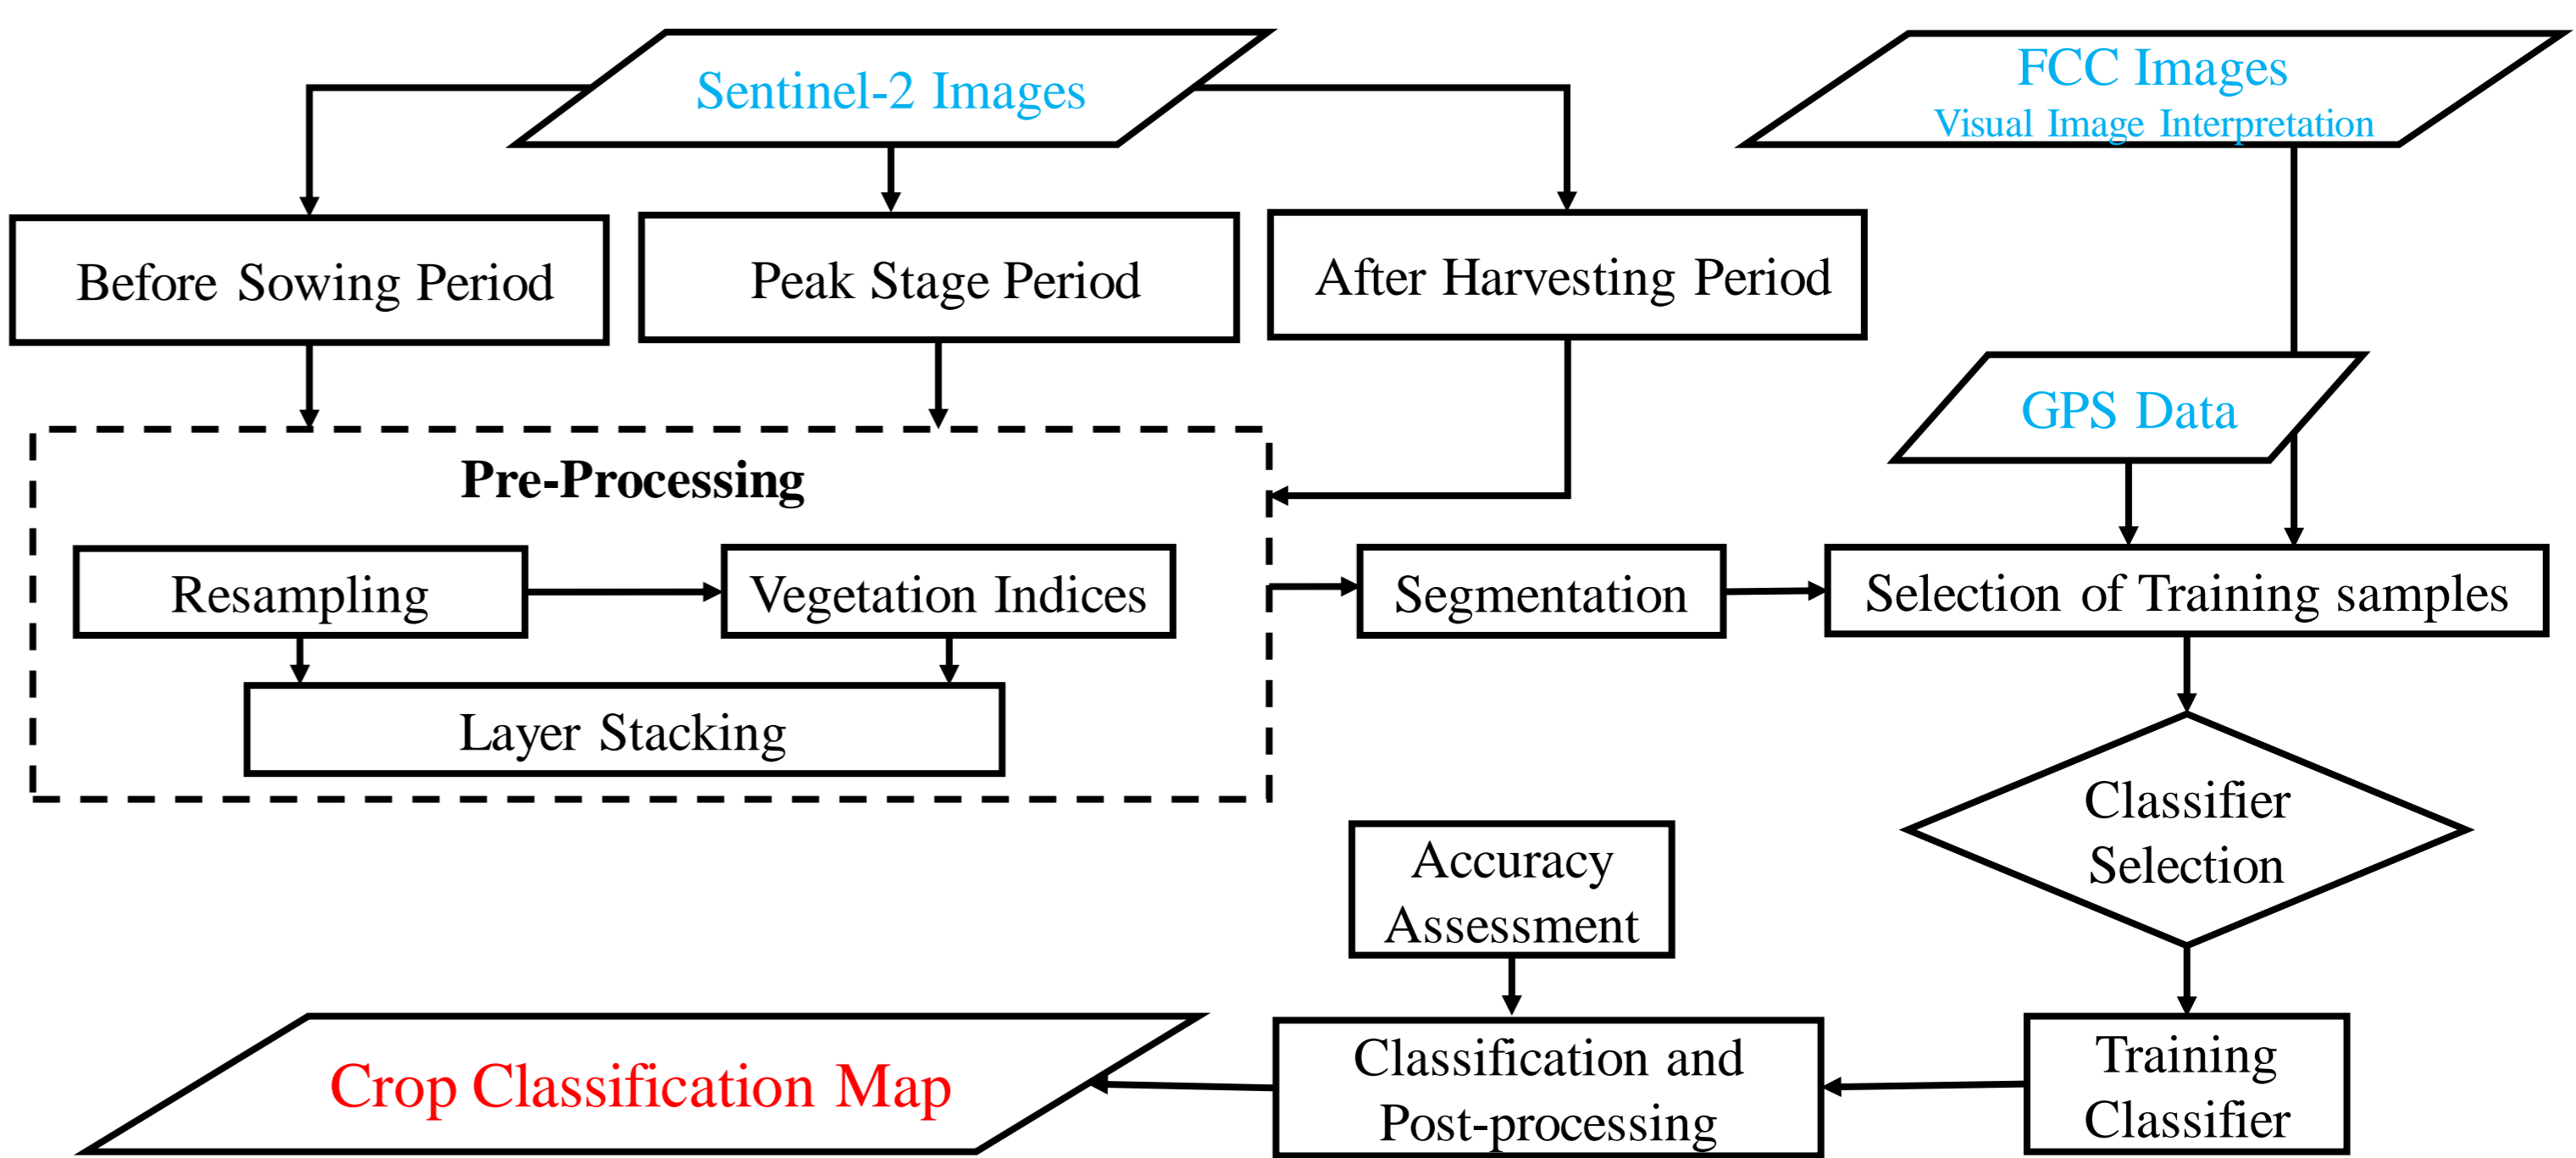 Sentinel-2 Images
FCC Images
Visual Image Interpretation
Before Sowing Period
Peak Stage Period
After Harvesting Period
GPS Data
Pre-Processing
Resampling
Vegetation Indices
Segmentation
Selection of Training samples
Layer Stacking
Classifier
Selection
Accuracy
Assessment
Training
Classifier
Classification and
Post-processing
Crop Classification Map